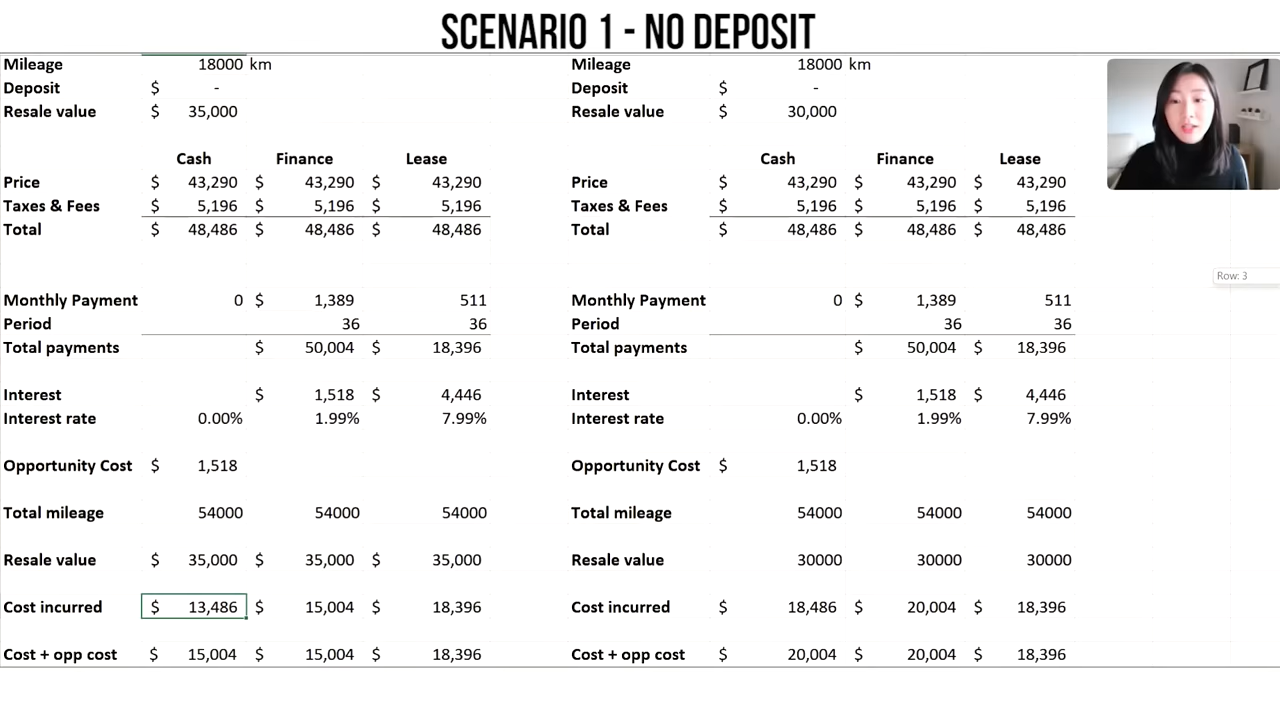 SCENARIO 1 - NO DEPOSIT
Mileage 18000 km Mileage 18000 km
Deposit $ - Deposit $ -
Resale value $ 35,000 Resale value $ 30,000
Cash Finance Lease Cash Finance Lease
Price $ 43,290 $ 43,290 $ 43,290 Price $ 43,290 $ 43,290 $ 43,290
Taxes & Fees $ 5,196 $ 5,196 $ 5,196 Taxes & Fees $ 5,196 $ 5,196 $ 5,196
Total $ 48,486 $ 48,486 $ 48,486 Total $ 48,486 $ 48,486 $ 48,486
Row: 3
Monthly Payment 0 $ 1,389 511 Monthly Payment 0 $ 1,389 511
Period 36 36 Period 36 36
Total payments $ 50,004 $ 18,396 Total payments $ 50,004 $ 18,396
Interest $ 1,518 $ 4,446 Interest $ 1,518 $ 4,446
Interest rate 0.00% 1.99% 7.99% Interest rate 0.00% 1.99% 7.99%
Opportunity Cost $ 1,518 Opportunity Cost $ 1,518
Total mileage 54000 54000 54000 Total mileage 54000 54000 54000
Resale value $ 35,000 $ 35,000 $ 35,000 Resale value 30000 30000 30000
Cost incurred $ 13,486 $ 15,004 $ 18,396 Cost incurred $ 18,486 $ 20,004 $ 18,396
Cost + opp cost $ 15,004 $ 15,004 $ 18,396 Cost + opp cost $ 20,004 $ 20,004 $ 18,396